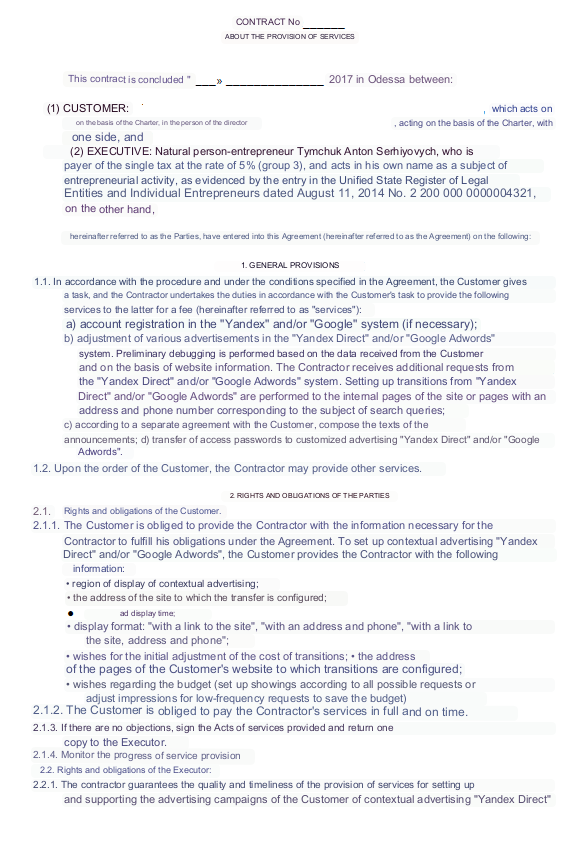 CONTRACT No ______
ABOUT THE PROVISION OF SERVICES
This contract is concluded " ___» ______________ 2017 in Odessa between:
(1) CUSTOMER: , which acts on
on the basis of the Charter, in the person of the director , acting on the basis of the Charter, with
one side, and
(2) EXECUTIVE: Natural person-entrepreneur Tymchuk Anton Serhiyovych, who is
payer of the single tax at the rate of 5% (group 3), and acts in his own name as a subject of
entrepreneurial activity, as evidenced by the entry in the Unified State Register of Legal
Entities and Individual Entrepreneurs dated August 11, 2014 No. 2 200 000 0000004321,
on the other hand,
hereinafter referred to as the Parties, have entered into this Agreement (hereinafter referred to as the Agreement) on the following:
1. GENERAL PROVISIONS
1.1. In accordance with the procedure and under the conditions specified in the Agreement, the Customer gives
a task, and the Contractor undertakes the duties in accordance with the Customer's task to provide the following
services to the latter for a fee (hereinafter referred to as "services"):
a) account registration in the "Yandex" and/or "Google" system (if necessary);
b) adjustment of various advertisements in the "Yandex Direct" and/or "Google Adwords"
system. Preliminary debugging is performed based on the data received from the Customer
and on the basis of website information. The Contractor receives additional requests from
the "Yandex Direct" and/or "Google Adwords" system. Setting up transitions from "Yandex
Direct" and/or "Google Adwords" are performed to the internal pages of the site or pages with an
address and phone number corresponding to the subject of search queries;
c) according to a separate agreement with the Customer, compose the texts of the
announcements; d) transfer of access passwords to customized advertising "Yandex Direct" and/or "Google
Adwords".
1.2. Upon the order of the Customer, the Contractor may provide other services.
2. RIGHTS AND OBLIGATIONS OF THE PARTIES
2.1. Rights and obligations of the Customer.
2.1.1. The Customer is obliged to provide the Contractor with the information necessary for the
Contractor to fulfill his obligations under the Agreement. To set up contextual advertising "Yandex
Direct" and/or "Google Adwords", the Customer provides the Contractor with the following
information:
• region of display of contextual advertising;
• the address of the site to which the transfer is configured;
● ad display time;
• display format: "with a link to the site", "with an address and phone", "with a link to
the site, address and phone";
• wishes for the initial adjustment of the cost of transitions; • the address
of the pages of the Customer's website to which transitions are configured;
• wishes regarding the budget (set up showings according to all possible requests or
adjust impressions for low-frequency requests to save the budget)
2.1.2. The Customer is obliged to pay the Contractor's services in full and on time.
2.1.3. If there are no objections, sign the Acts of services provided and return one
copy to the Executor.
2.1.4. Monitor the progress of service provision
2.2. Rights and obligations of the Executor:
2.2.1. The contractor guarantees the quality and timeliness of the provision of services for setting up
and supporting the advertising campaigns of the Customer of contextual advertising "Yandex Direct"